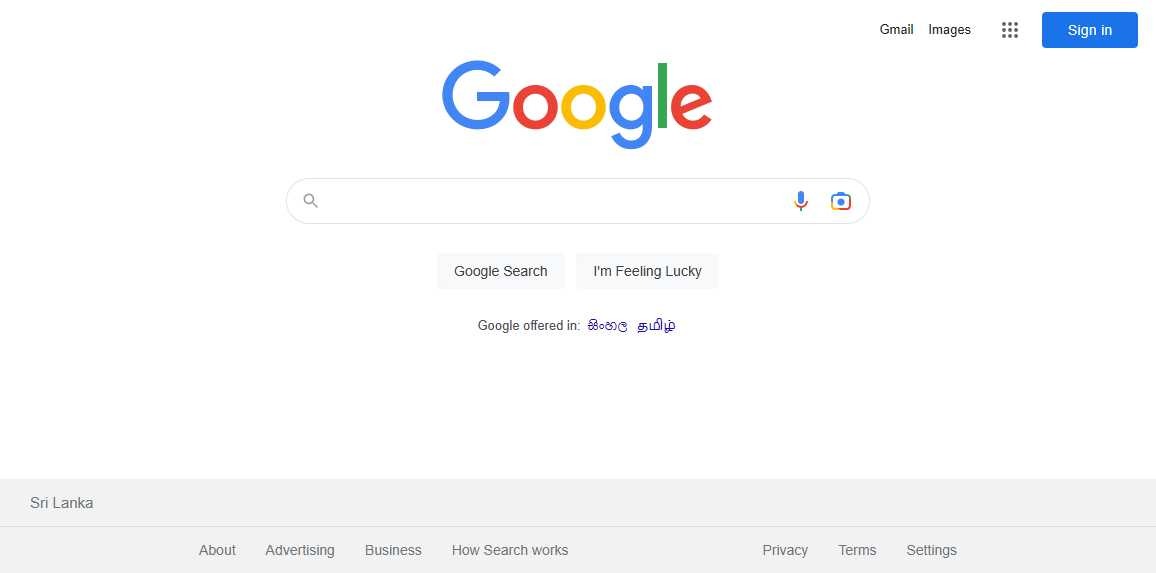 Gmail Images Sign in
Google
Google Search I'm Feeling Lucky
Google offered in: සිංහල தமிழ்
Sri Lanka
About Advertising Business How Search works Privacy Terms Settings